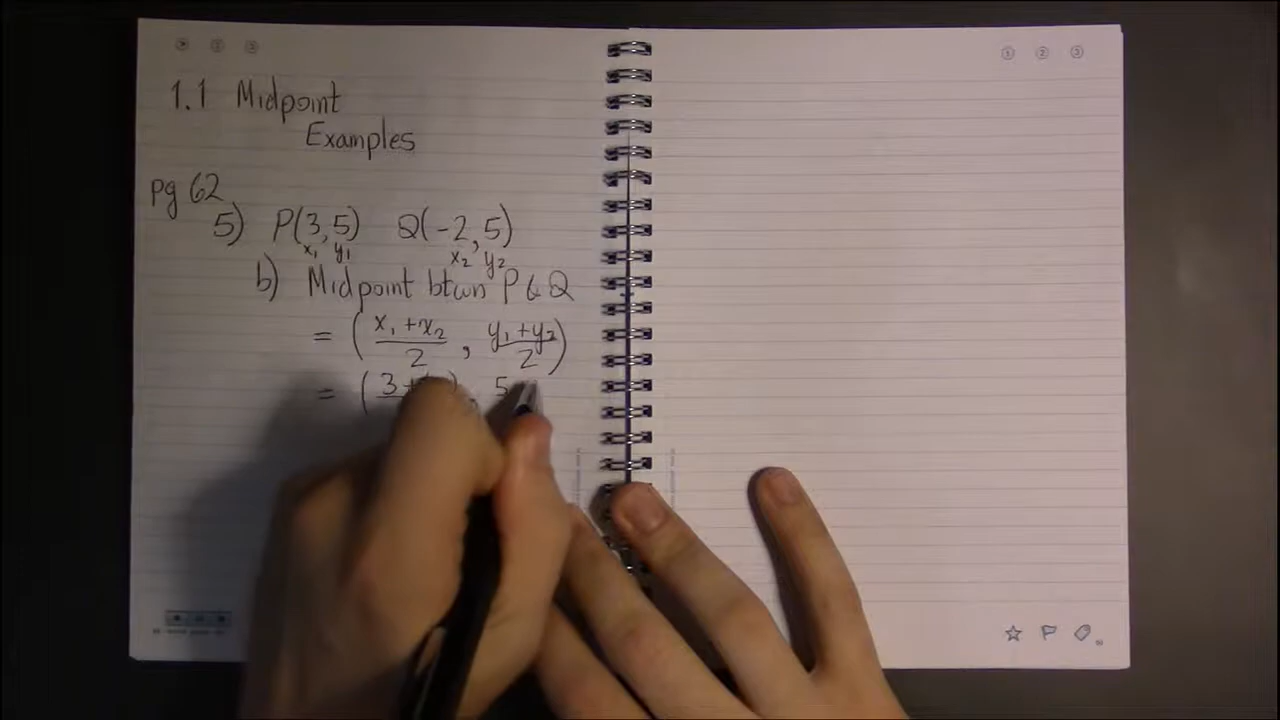 1.1 Midpoint
Examples
pg 62
5) P(3,5) Q(-2,5)
x₁ y₁ x₂ y₂
b) Midpoint btwn P & Q
= (x₁ + x₂ / 2 , y₁ + y₂ / 2)
= (3+ 5